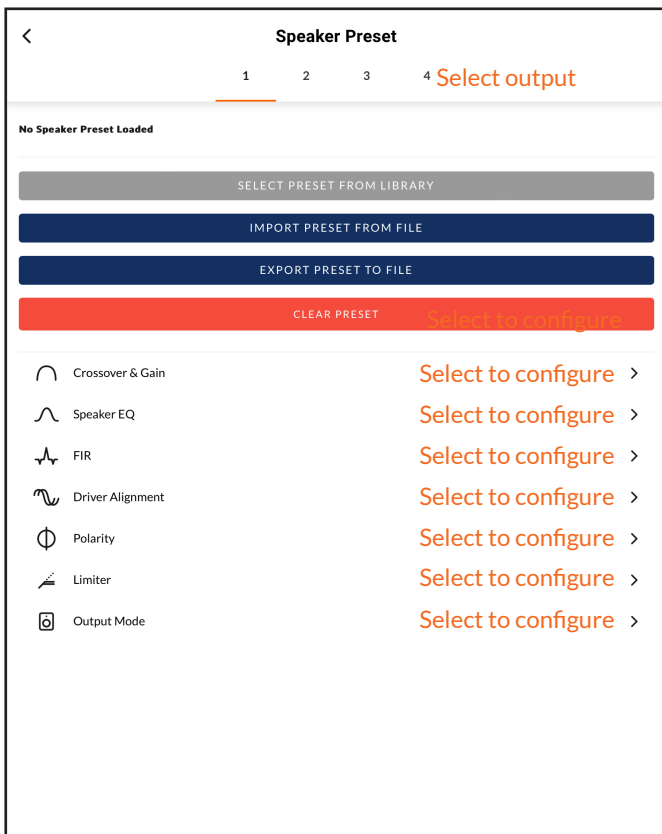 Speaker Preset
1 2 3 4 Select output
No Speaker Preset Loaded
SELECT PRESET FROM LIBRARY
IMPORT PRESET FROM FILE
EXPORT PRESET TO FILE
CLEAR PRESET Select to configure
Crossover & Gain Select to configure
Speaker EQ Select to configure
FIR Select to configure
Driver Alignment Select to configure
Polarity Select to configure
Limiter Select to configure
Output Mode Select to configure